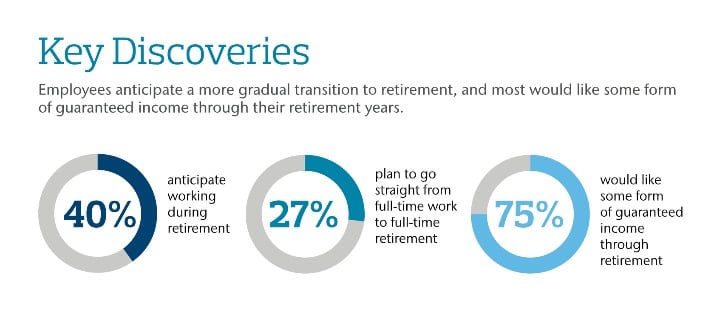 Key Discoveries
Employees anticipate a more gradual transition to retirement, and most would like some form
of guaranteed income through their retirement years.
40%
anticipate
working
during
retirement
27%
plan to go
straight from
full-time work
to full-time
retirement
75%
would like
some form
of guaranteed
income
through
retirement